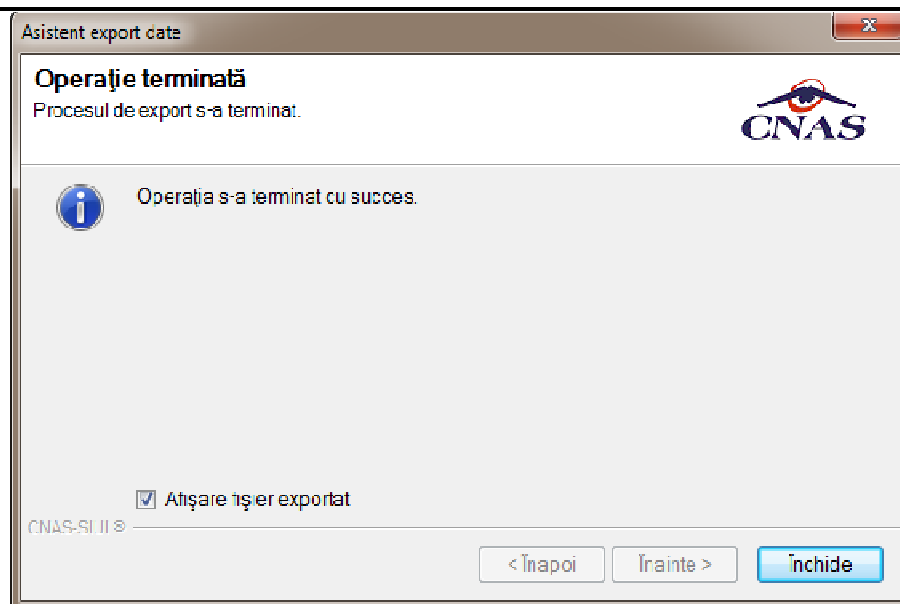 Asistent export date
Operaţie terminată
Procesul de export s-a terminat.
CNAS
Operaţia s-a terminat cu succes.
Afişare fişier exportat
CNAS-SIUI®
< Înapoi
Înainte >
Închide